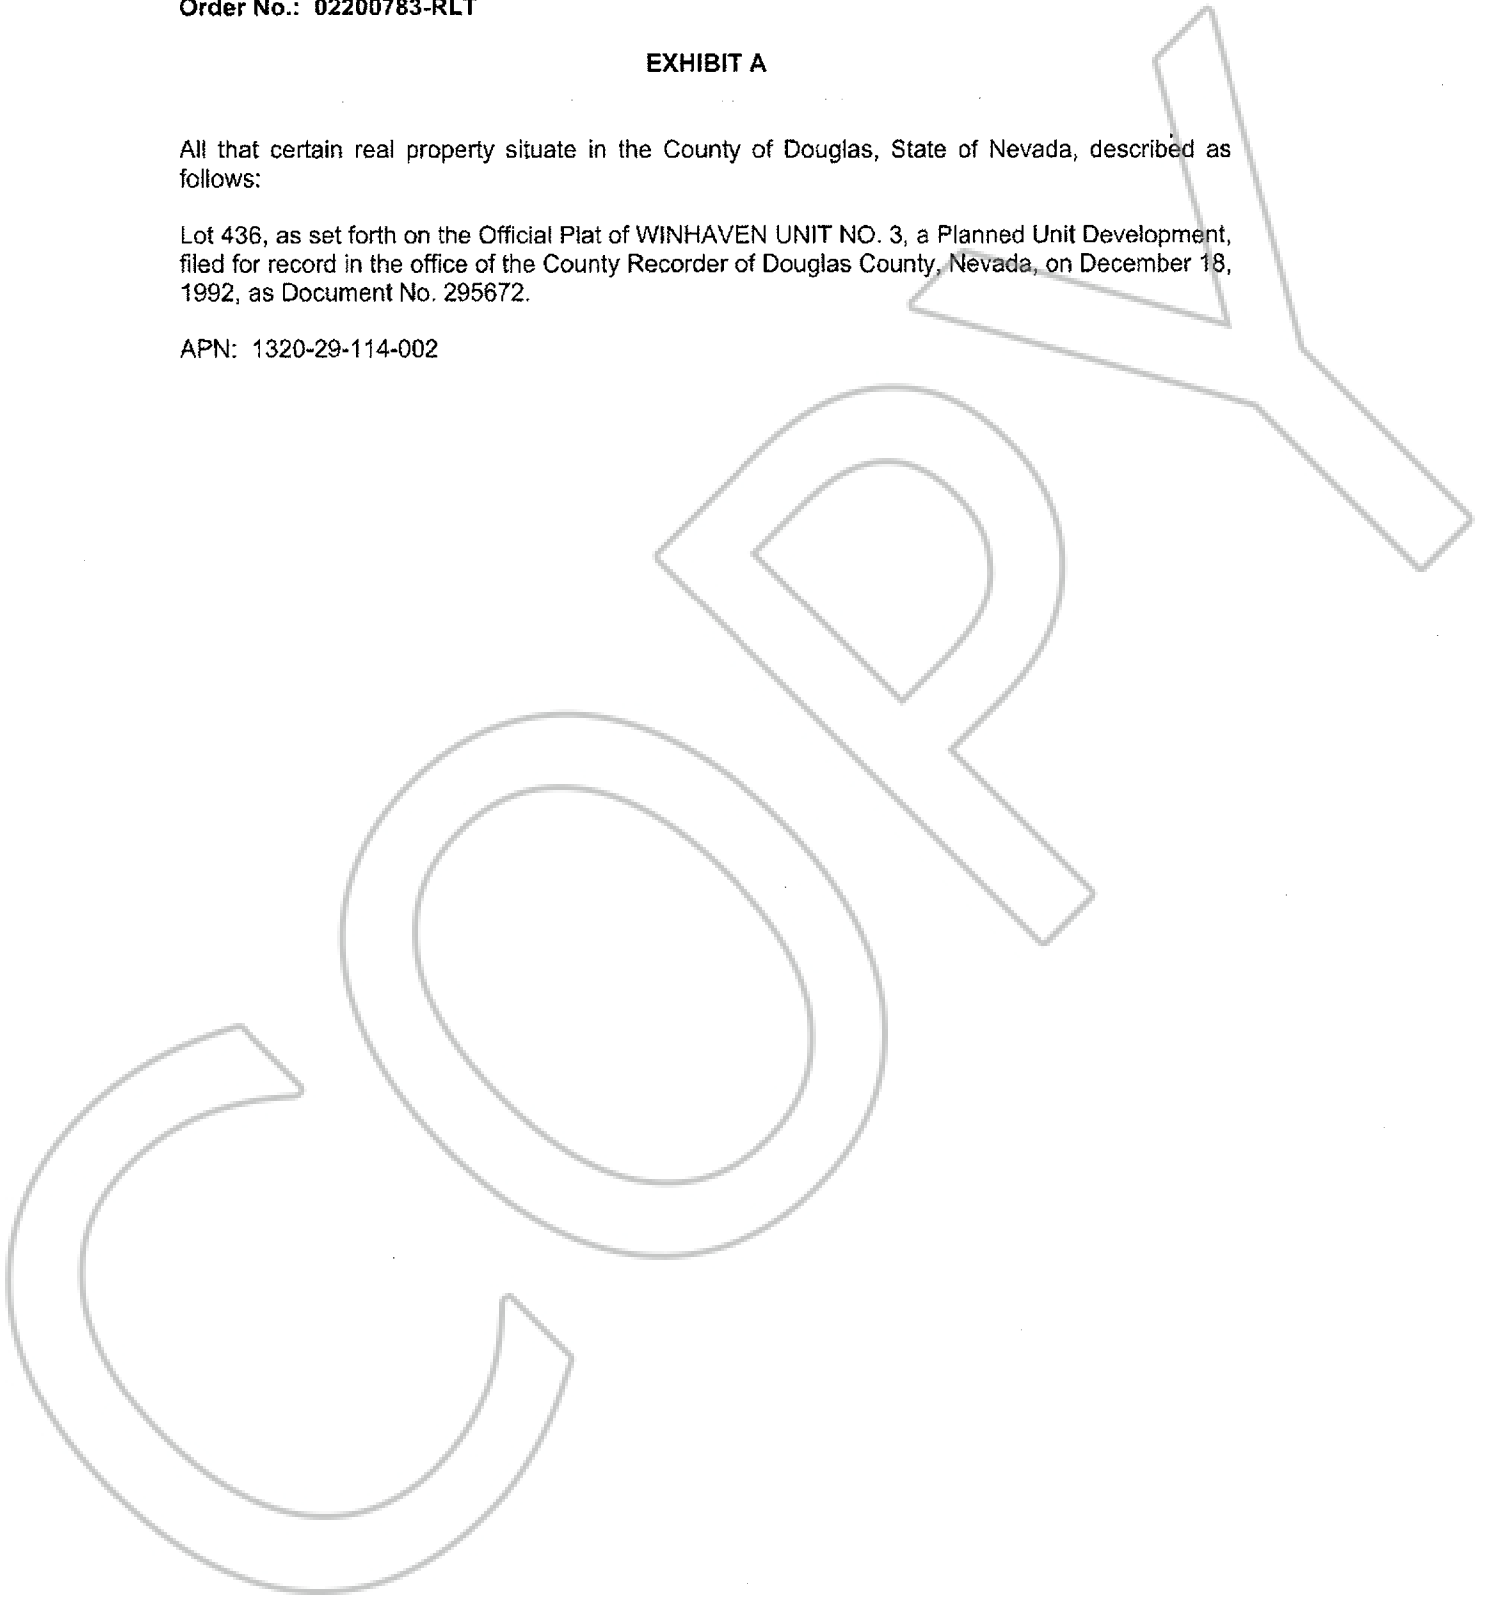 Order No.: 02200783-RLT
EXHIBIT A
All that certain real property situate in the County of Douglas, State of Nevada, described as
follows:
Lot 436, as set forth on the Official Plat of WINHAVEN UNIT NO. 3, a Planned Unit Development,
filed for record in the office of the County Recorder of Douglas County, Nevada, on December 18,
1992, as Document No. 295672.
APN: 1320-29-114-002
COPY